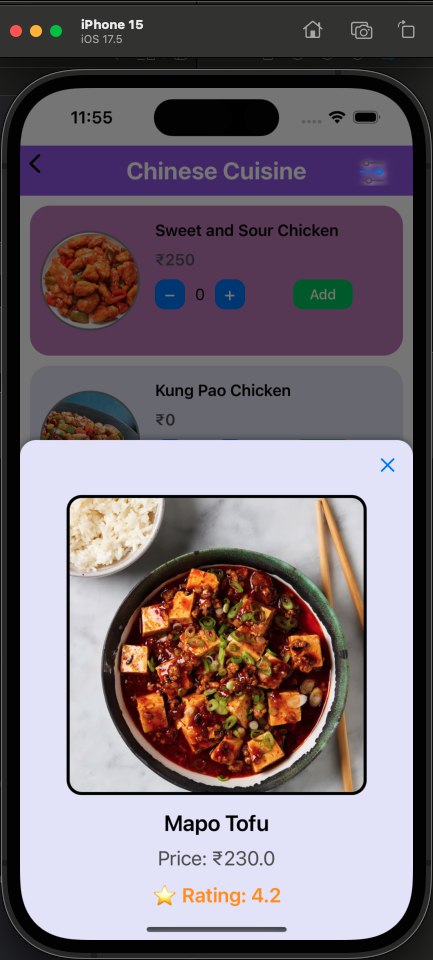 iPhone 15
iOS 17.5
11:55
Chinese Cuisine
Sweet and Sour Chicken
₹250
− 0 + Add
Kung Pao Chicken
₹0
Mapo Tofu
Price: ₹230.0
⭐ Rating: 4.2